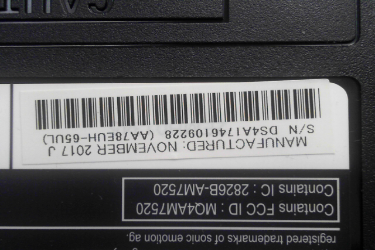 registered trademarks of sonic emotion ag.
Contains FCC ID : MQ4AM7520
Contains IC : 2826B-AM7520
MANUFACTURED: NOVEMBER 2017 J
S/N DS4A1746109228 (AA78EUH-65UL)